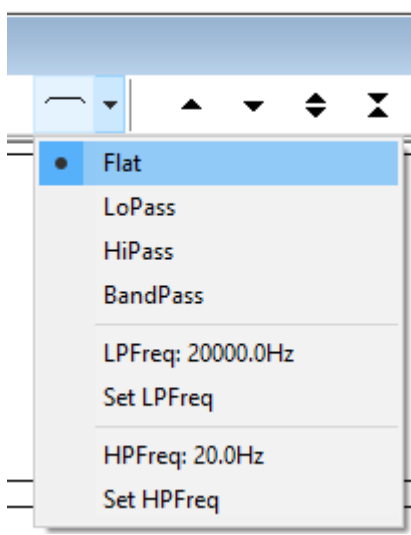 Flat
LoPass
HiPass
BandPass
LPFreq: 20000.0Hz
Set LPFreq
HPFreq: 20.0Hz
Set HPFreq